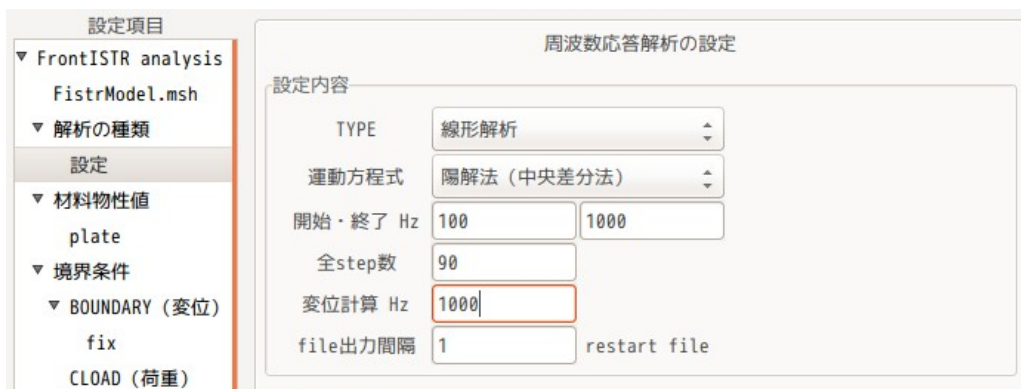 設定項目
▼ FrontISTR analysis
FistrModel.msh
▼ 解析の種類
設定
▼ 材料物性値
plate
▼ 境界条件
▼ BOUNDARY (変位)
fix
CLOAD (荷重)
周波数応答解析の設定
設定内容
TYPE 線形解析
運動方程式 陽解法 (中央差分法)
開始・終了 Hz 100 1000
全step数 90
変位計算 Hz 1000
file出力間隔 1 restart file